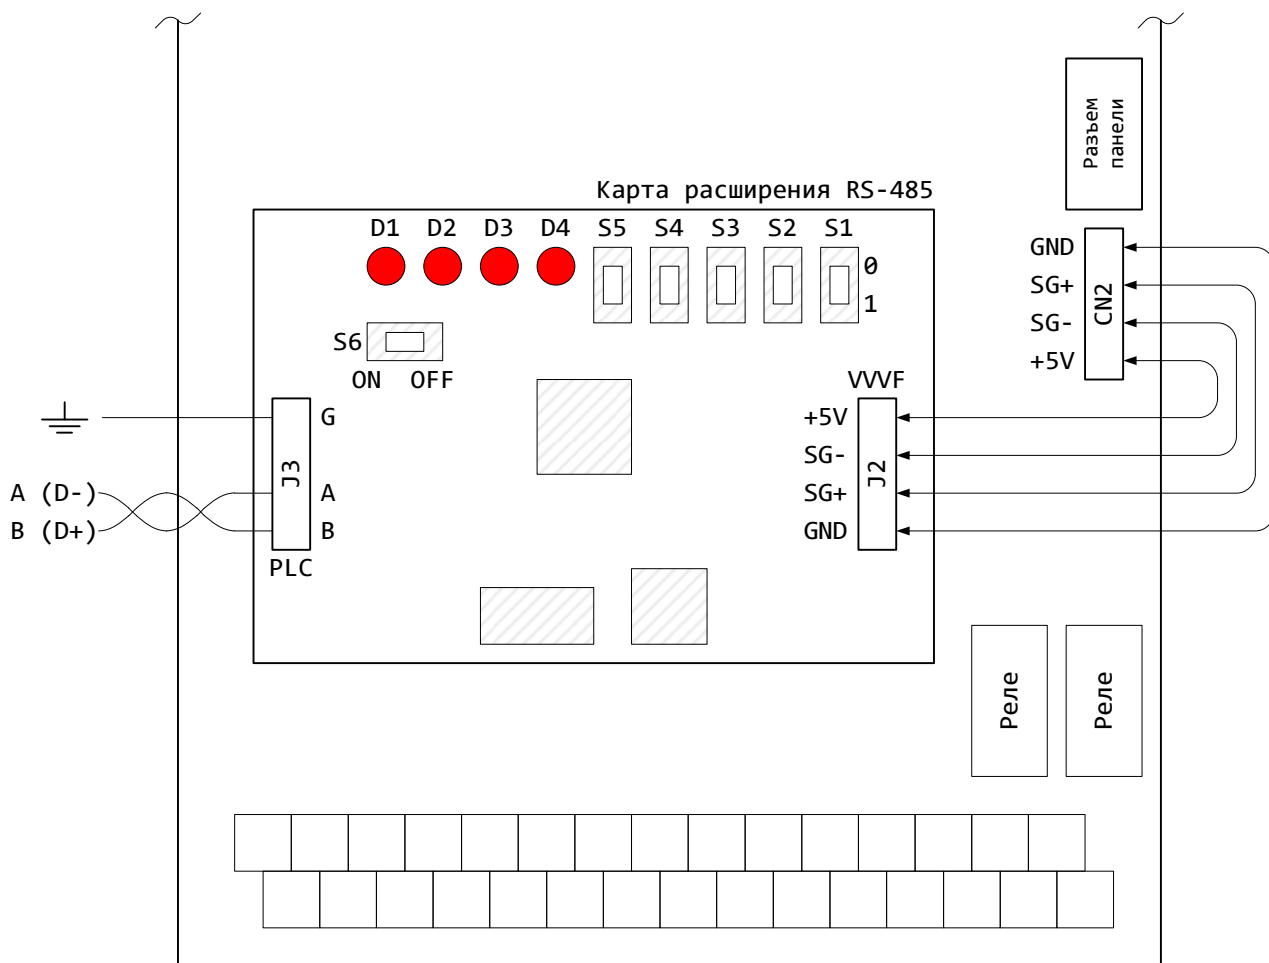 Разъем
панели
Карта расширения RS-485
D1 D2 D3 D4 S5 S4 S3 S2 S1
0
1
GND
SG+
SG-
+5V
CN2
S6
ON OFF
VVVF
+5V
SG-
SG+
GND
J2
G
A
B
J3
PLC
A (D-)
B (D+)
Реле
Реле